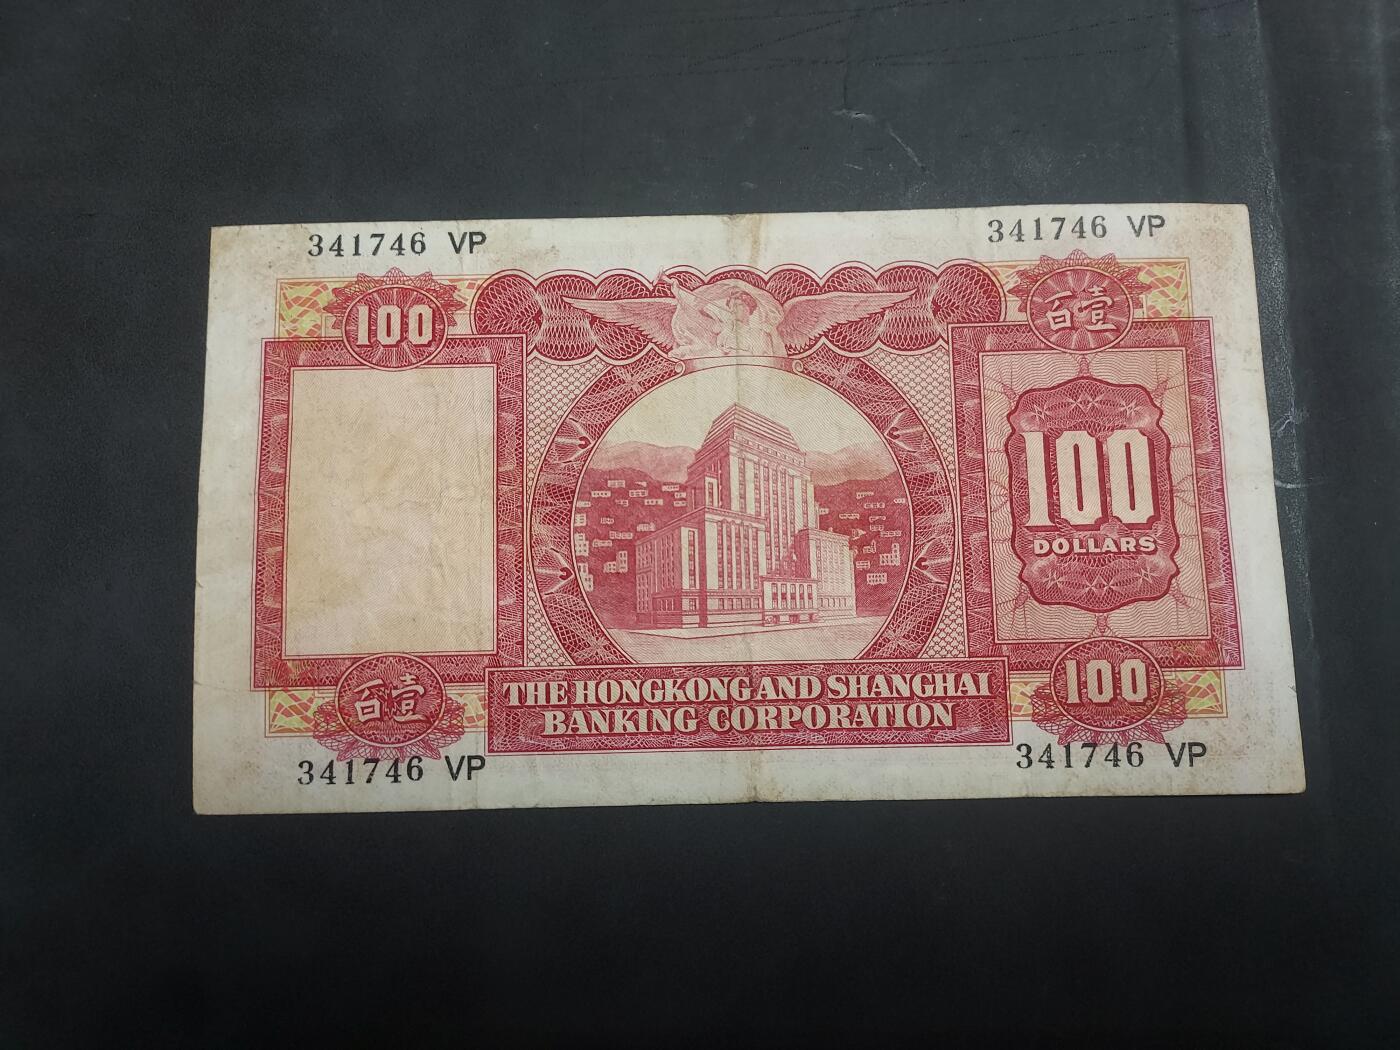 341746 VP
341746 VP
100
百壹
100
DOLLARS
百壹
100
THE HONGKONG AND SHANGHAI
BANKING CORPORATION
341746 VP
341746 VP